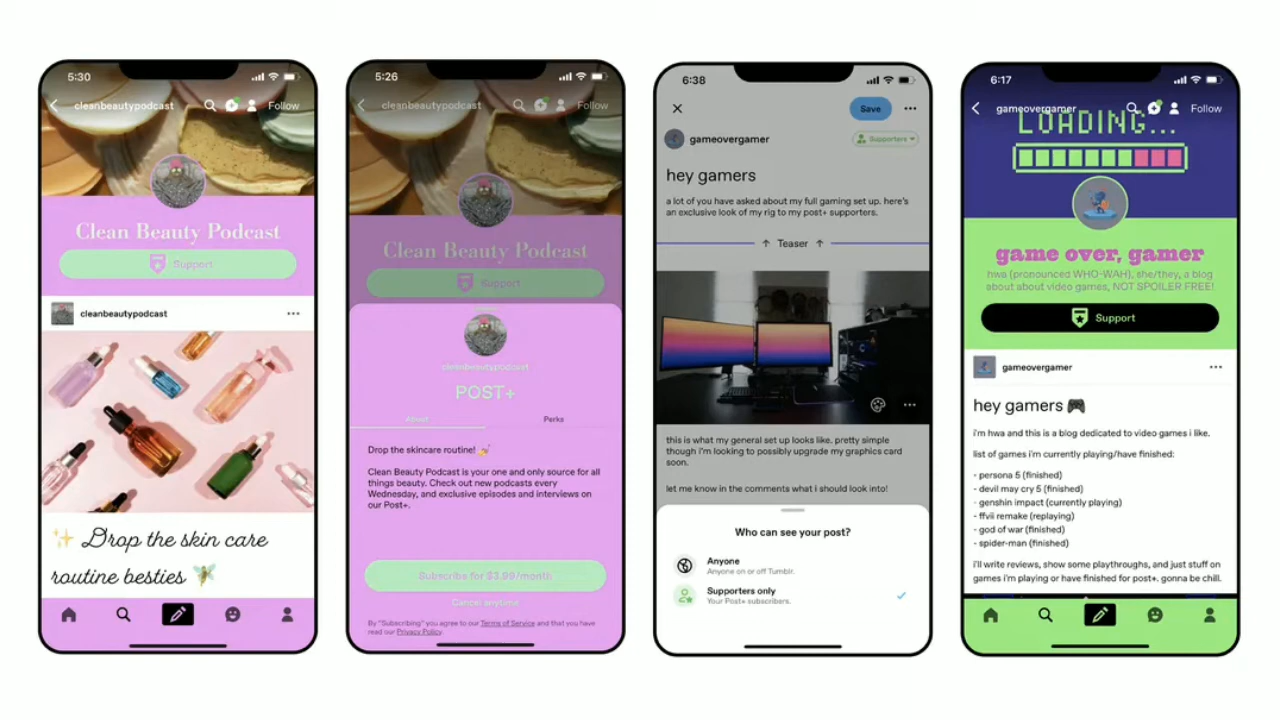 5:30
cleanbeautypodcast
Follow
Clean Beauty Podcast
Support
cleanbeautypodcast
✨ Drop the skin care
routine besties 🧚
5:26
cleanbeautypodcast
Follow
Clean Beauty Podcast
Support
cleanbeautypodcast
POST+
About
Perks
Drop the skincare routine! 💅
Clean Beauty Podcast is your one and only source for all
things beauty. Check out new podcasts every
Wednesday, and exclusive episodes and interviews on
our Post+.
Subscribe for $3.99/month
Cancel anytime
By "Subscribing" you agree to our Terms of Service and that you have
read our Privacy Policy.
6:38
Save
gameovergamer
Supporters
hey gamers
a lot of you have asked about my full gaming set up. here's
an exclusive look of my rig to my post+ supporters.
↑ Teaser ↑
this is what my general set up looks like. pretty simple
though i'm looking to possibly upgrade my graphics card
soon.
let me know in the comments what i should look into!
Who can see your post?
Anyone
Anyone on or off Tumblr.
Supporters only
Your Post+ subscribers.
6:17
gameovergamer
Follow
LOADING...
game over, gamer
hwa (pronounced WHO-WAH), she/they, a blog
about about video games, NOT SPOILER FREE!
Support
gameovergamer
hey gamers 🎮
i'm hwa and this is a blog dedicated to video games i like.
list of games i'm currently playing/have finished:
- persona 5 (finished)
- devil may cry 5 (finished)
- genshin impact (currently playing)
- ffvii remake (replaying)
- god of war (finished)
- spider-man (finished)
i'll write reviews, show some playthroughs, and just stuff on
games i'm playing or have finished for post+. gonna be chill.